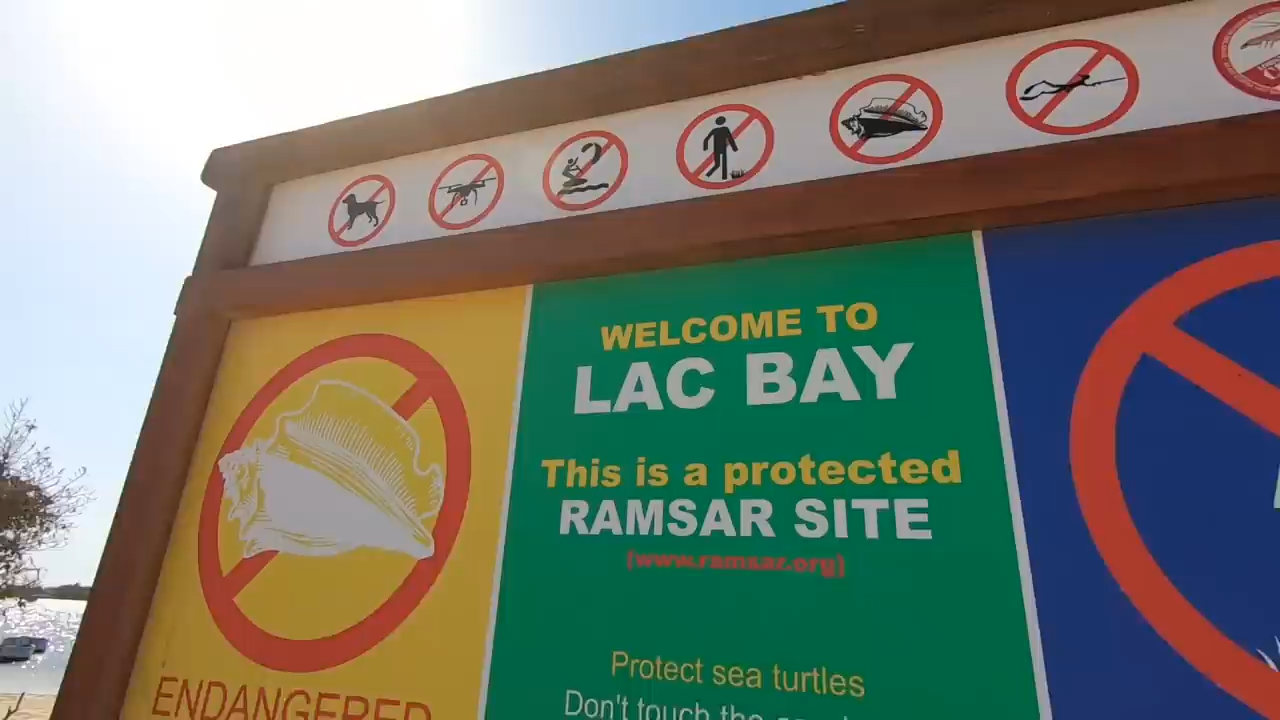 WELCOME TO
LAC BAY
This is a protected
RAMSAR SITE
(www.ramsar.org)
Protect sea turtles
Don't touch the
ENDANGERED